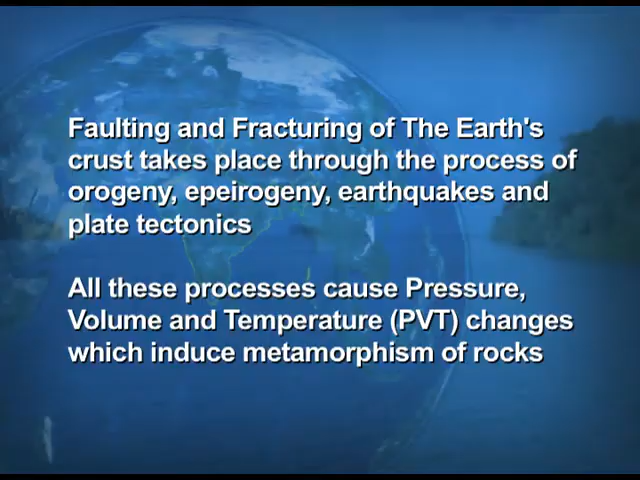 Faulting and Fracturing of The Earth's
crust takes place through the process of
orogeny, epeirogeny, earthquakes and
plate tectonics
All these processes cause Pressure,
Volume and Temperature (PVT) changes
which induce metamorphism of rocks